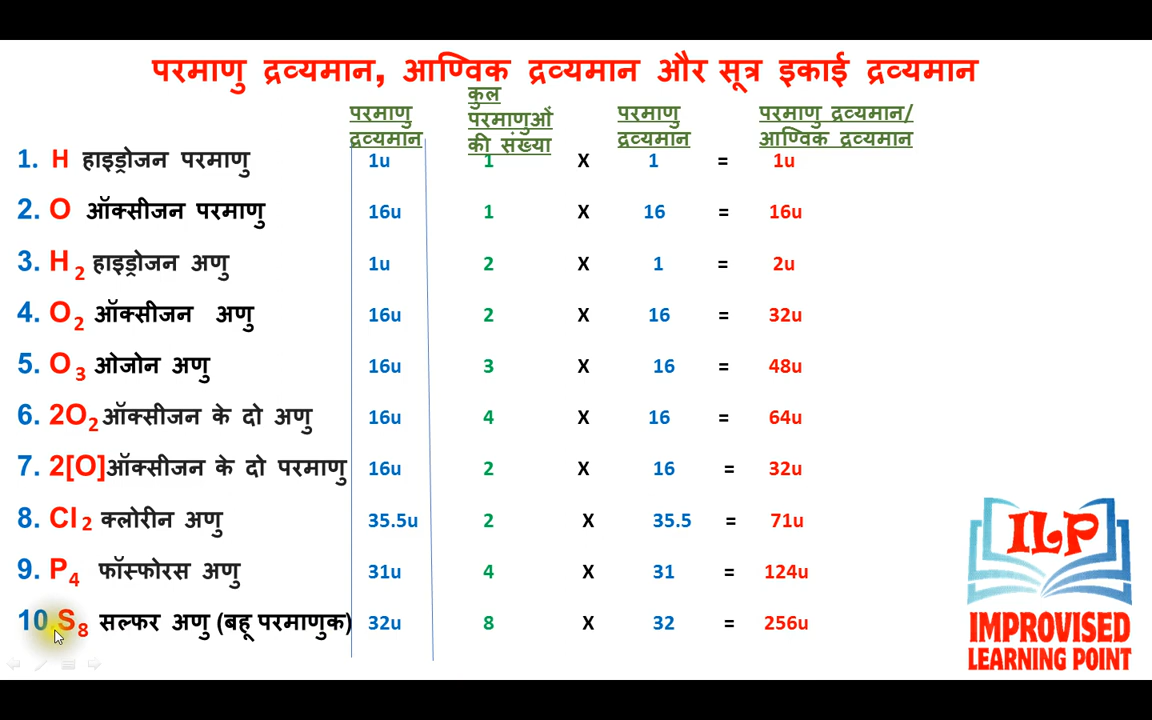 परमाणु द्रव्यमान, आण्विक द्रव्यमान और सूत्र इकाई द्रव्यमान
परमाणु द्रव्यमान
कुल परमाणुओं की संख्या
परमाणु द्रव्यमान
परमाणु द्रव्यमान/ आण्विक द्रव्यमान
1. H हाइड्रोजन परमाणु 1u 1 X 1 = 1u
2. O ऑक्सीजन परमाणु 16u 1 X 16 = 16u
3. H2 हाइड्रोजन अणु 1u 2 X 1 = 2u
4. O2 ऑक्सीजन अणु 16u 2 X 16 = 32u
5. O3 ओजोन अणु 16u 3 X 16 = 48u
6. 2O2 ऑक्सीजन के दो अणु 16u 4 X 16 = 64u
7. 2[O] ऑक्सीजन के दो परमाणु 16u 2 X 16 = 32u
8. Cl2 क्लोरीन अणु 35.5u 2 X 35.5 = 71u
9. P4 फॉस्फोरस अणु 31u 4 X 31 = 124u
10 S8 सल्फर अणु (बहू परमाणुक) 32u 8 X 32 = 256u
ILP
IMPROVISED
LEARNING POINT